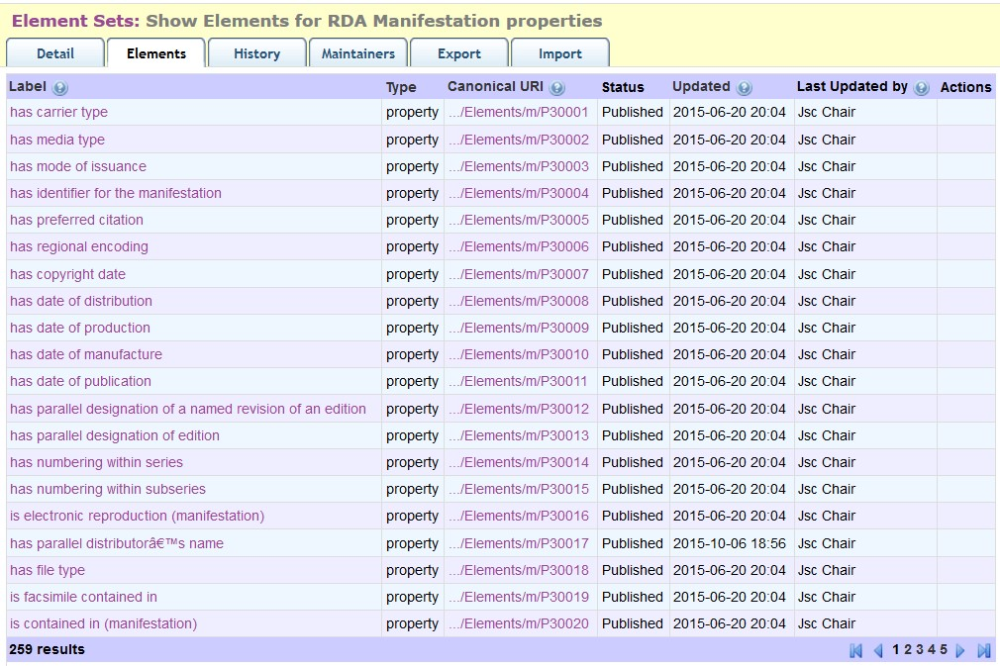 Element Sets: Show Elements for RDA Manifestation properties
Detail Elements History Maintainers Export Import
Label ? Type Canonical URI ? Status Updated ? Last Updated by ? Actions
has carrier type property .../Elements/m/P30001 Published 2015-06-20 20:04 Jsc Chair
has media type property .../Elements/m/P30002 Published 2015-06-20 20:04 Jsc Chair
has mode of issuance property .../Elements/m/P30003 Published 2015-06-20 20:04 Jsc Chair
has identifier for the manifestation property .../Elements/m/P30004 Published 2015-06-20 20:04 Jsc Chair
has preferred citation property .../Elements/m/P30005 Published 2015-06-20 20:04 Jsc Chair
has regional encoding property .../Elements/m/P30006 Published 2015-06-20 20:04 Jsc Chair
has copyright date property .../Elements/m/P30007 Published 2015-06-20 20:04 Jsc Chair
has date of distribution property .../Elements/m/P30008 Published 2015-06-20 20:04 Jsc Chair
has date of production property .../Elements/m/P30009 Published 2015-06-20 20:04 Jsc Chair
has date of manufacture property .../Elements/m/P30010 Published 2015-06-20 20:04 Jsc Chair
has date of publication property .../Elements/m/P30011 Published 2015-06-20 20:04 Jsc Chair
has parallel designation of a named revision of an edition property .../Elements/m/P30012 Published 2015-06-20 20:04 Jsc Chair
has parallel designation of edition property .../Elements/m/P30013 Published 2015-06-20 20:04 Jsc Chair
has numbering within series property .../Elements/m/P30014 Published 2015-06-20 20:04 Jsc Chair
has numbering within subseries property .../Elements/m/P30015 Published 2015-06-20 20:04 Jsc Chair
is electronic reproduction (manifestation) property .../Elements/m/P30016 Published 2015-06-20 20:04 Jsc Chair
has parallel distributorâ€™s name property .../Elements/m/P30017 Published 2015-10-06 18:56 Jsc Chair
has file type property .../Elements/m/P30018 Published 2015-06-20 20:04 Jsc Chair
is facsimile contained in property .../Elements/m/P30019 Published 2015-06-20 20:04 Jsc Chair
is contained in (manifestation) property .../Elements/m/P30020 Published 2015-06-20 20:04 Jsc Chair
259 results 1 2 3 4 5